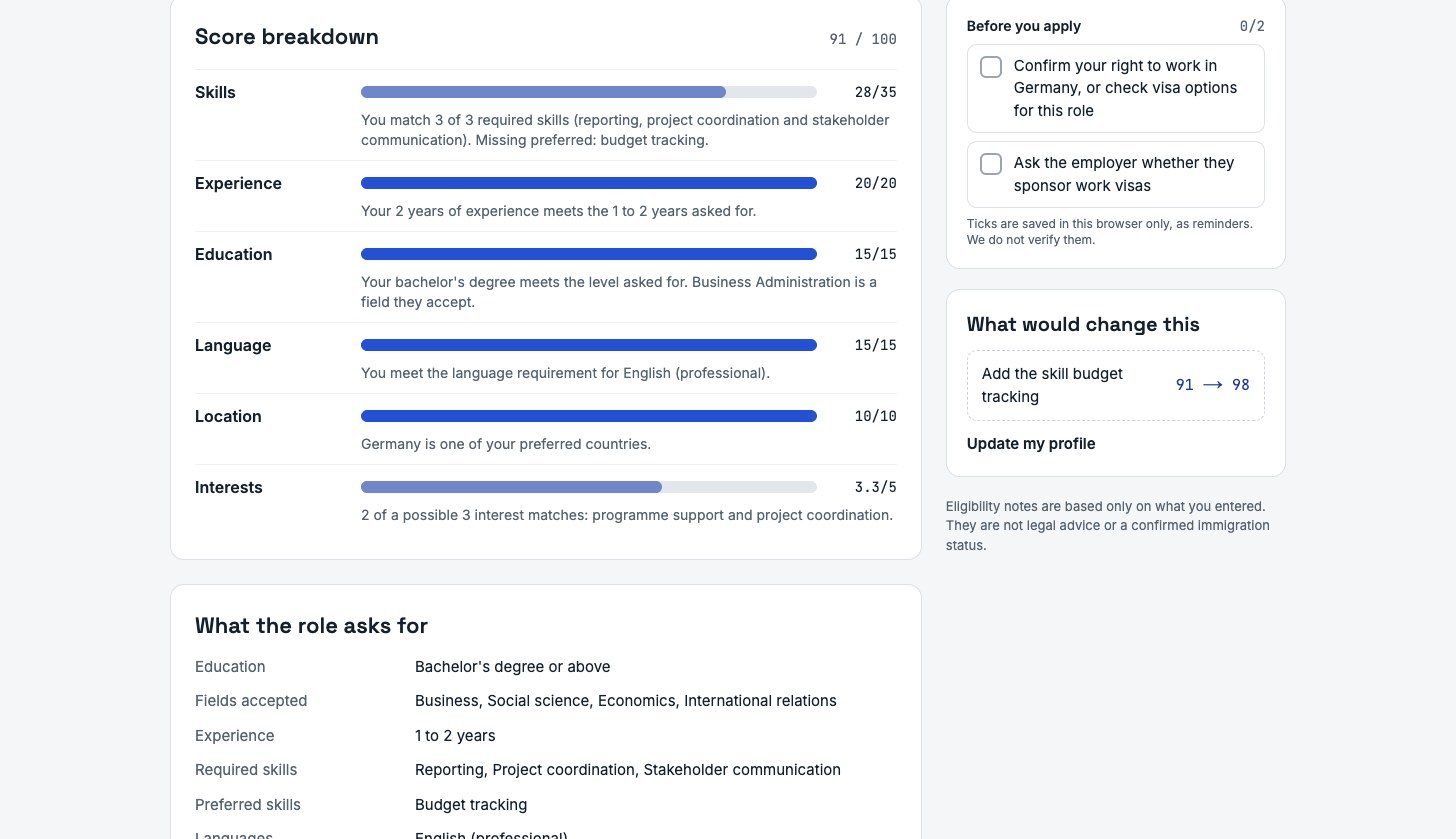 Score breakdown
91 / 100
Skills
28/35
You match 3 of 3 required skills (reporting, project coordination and stakeholder
communication). Missing preferred: budget tracking.
Experience
20/20
Your 2 years of experience meets the 1 to 2 years asked for.
Education
15/15
Your bachelor's degree meets the level asked for. Business Administration is a
field they accept.
Language
15/15
You meet the language requirement for English (professional).
Location
10/10
Germany is one of your preferred countries.
Interests
3.3/5
2 of a possible 3 interest matches: programme support and project coordination.
What the role asks for
Education
Bachelor's degree or above
Fields accepted
Business, Social science, Economics, International relations
Experience
1 to 2 years
Required skills
Reporting, Project coordination, Stakeholder communication
Preferred skills
Budget tracking
Languages
English (professional)
Before you apply
0/2
Confirm your right to work in
Germany, or check visa options
for this role
Ask the employer whether they
sponsor work visas
Ticks are saved in this browser only, as reminders.
We do not verify them.
What would change this
Add the skill budget
tracking
91 → 98
Update my profile
Eligibility notes are based only on what you entered.
They are not legal advice or a confirmed immigration
status.